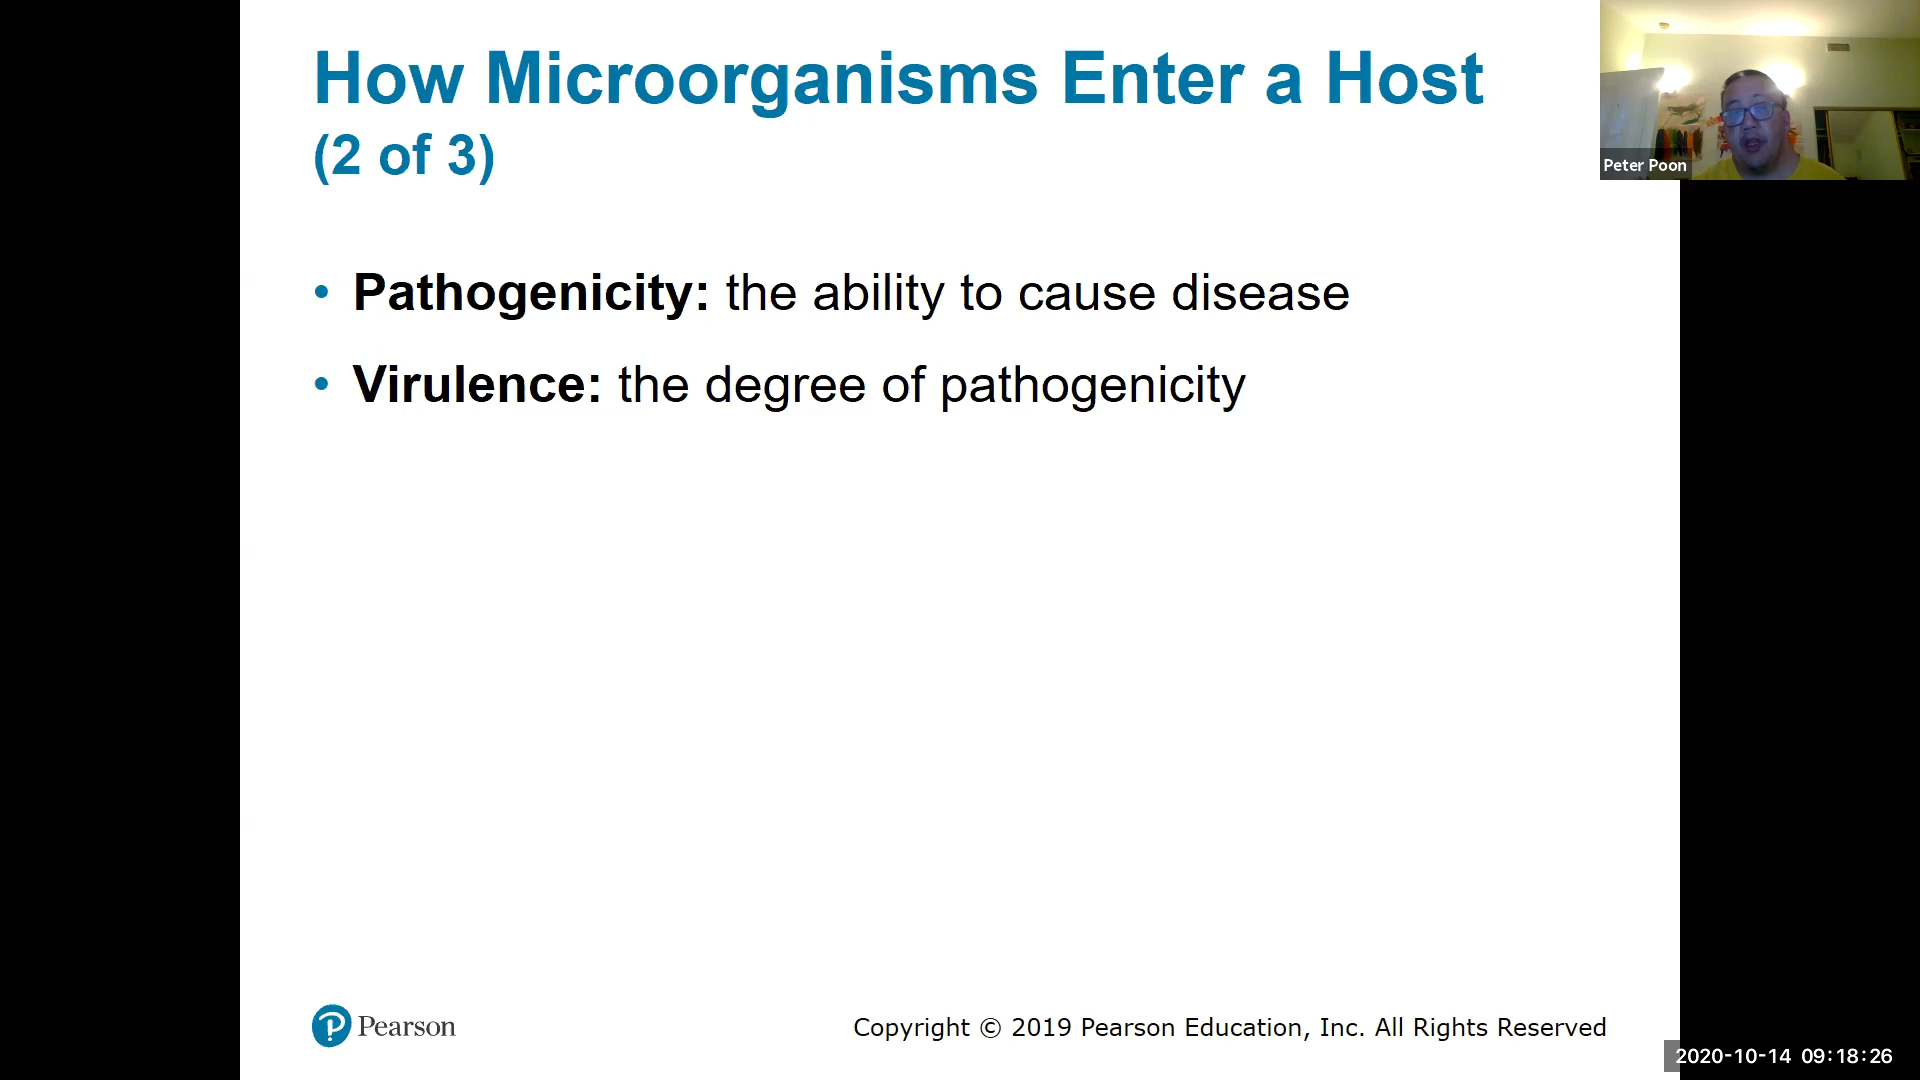 How Microorganisms Enter a Host
(2 of 3)
Peter Poon
• Pathogenicity: the ability to cause disease
• Virulence: the degree of pathogenicity
Pearson
Copyright © 2019 Pearson Education, Inc. All Rights Reserved
2020-10-14 09:18:26